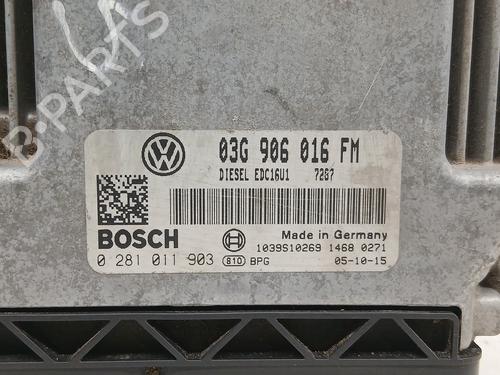 B-PARTS
03G 906 016 FM
DIESEL EDC16U1 7287
BOSCH
Made in Germany
1039S10269 1468 0271
0 281 011 903 810 BPG 05-10-15